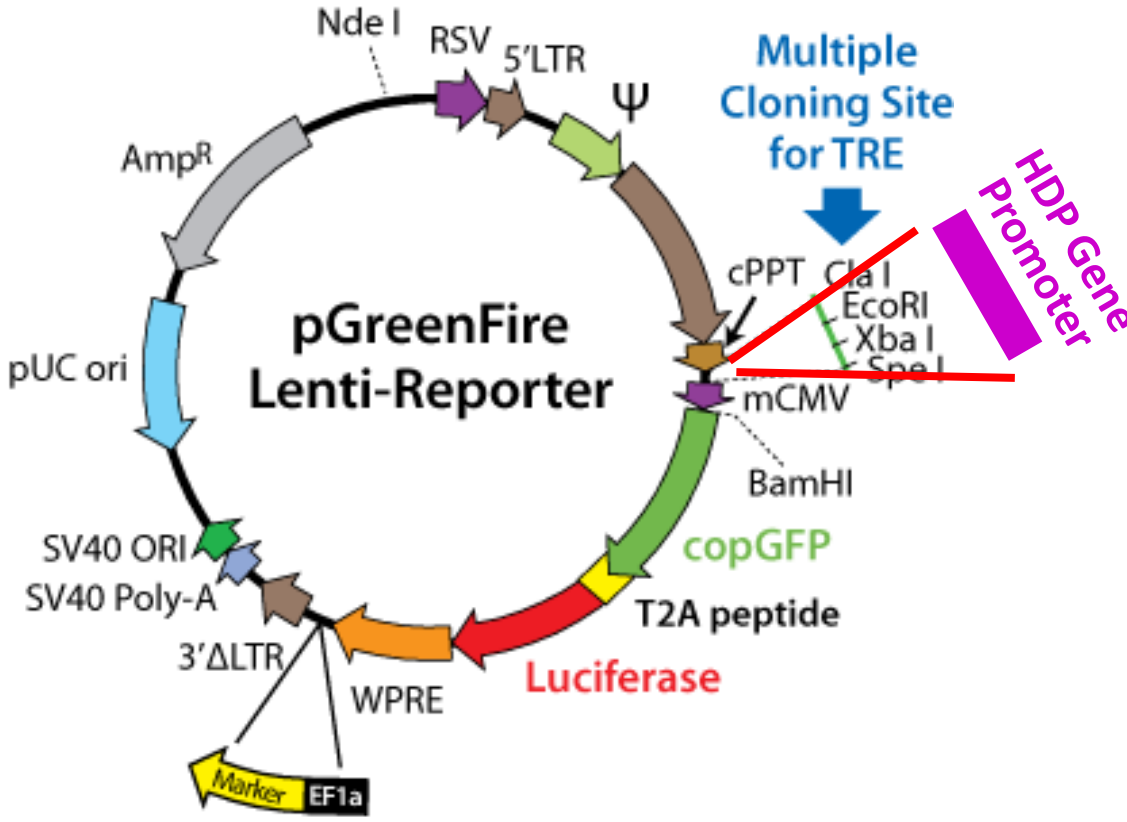 Nde I
RSV
5'LTR
Ψ
Multiple
Cloning Site
for TRE
HDP Gene
Promoter
AmpR
cPPT
Cla I
EcoRI
Xba I
Spe I
pGreenFire
Lenti-Reporter
pUC ori
mCMV
BamHI
copGFP
SV40 ORI
SV40 Poly-A
T2A peptide
3'ΔLTR
Luciferase
WPRE
Marker
EF1a